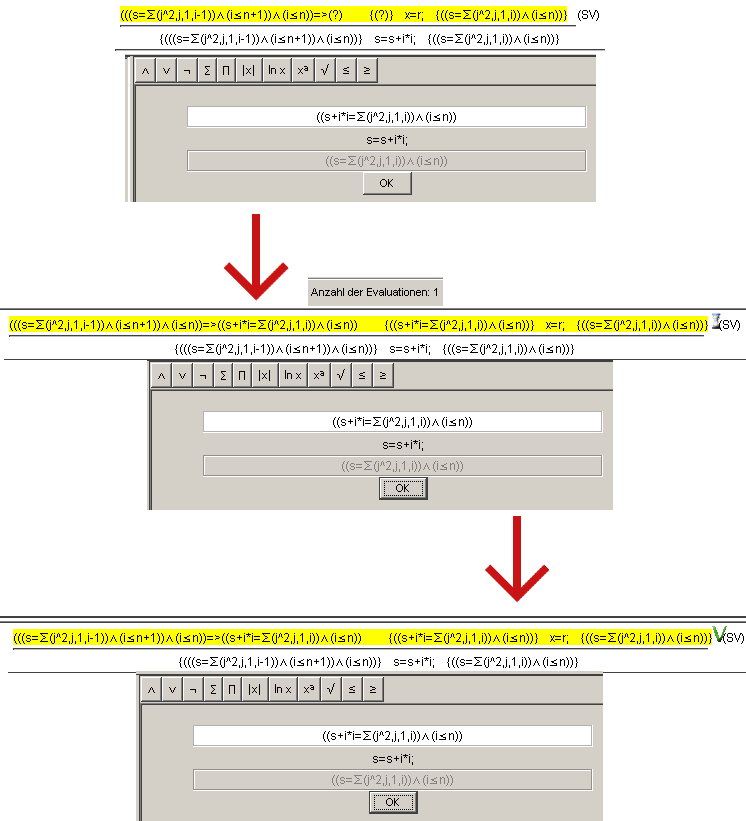 (((s=∑(j^2,j,1,i-1))∧(i≤n+1))∧(i≤n))=>(?) {(?)} x=r; {((s=∑(j^2,j,1,i))∧(i≤n))} (SV)
{(((s=∑(j^2,j,1,i-1))∧(i≤n+1))∧(i≤n))} s=s+i*i; {((s=∑(j^2,j,1,i))∧(i≤n))}
∧ ∨ ¬ ∑ ∏ |x| ln x xª √ ≤ ≥
((s+i*i=∑(j^2,j,1,i))∧(i≤n))
s=s+i*i;
((s=∑(j^2,j,1,i))∧(i≤n))
OK
Anzahl der Evaluationen: 1
(((s=∑(j^2,j,1,i-1))∧(i≤n+1))∧(i≤n))=>((s+i*i=∑(j^2,j,1,i))∧(i≤n)) {((s+i*i=∑(j^2,j,1,i))∧(i≤n))} x=r; {((s=∑(j^2,j,1,i))∧(i≤n))} (SV)
{(((s=∑(j^2,j,1,i-1))∧(i≤n+1))∧(i≤n))} s=s+i*i; {((s=∑(j^2,j,1,i))∧(i≤n))}
∧ ∨ ¬ ∑ ∏ |x| ln x xª √ ≤ ≥
((s+i*i=∑(j^2,j,1,i))∧(i≤n))
s=s+i*i;
((s=∑(j^2,j,1,i))∧(i≤n))
OK
(((s=∑(j^2,j,1,i-1))∧(i≤n+1))∧(i≤n))=>((s+i*i=∑(j^2,j,1,i))∧(i≤n)) {((s+i*i=∑(j^2,j,1,i))∧(i≤n))} x=r; {((s=∑(j^2,j,1,i))∧(i≤n))} (SV)
{(((s=∑(j^2,j,1,i-1))∧(i≤n+1))∧(i≤n))} s=s+i*i; {((s=∑(j^2,j,1,i))∧(i≤n))}
∧ ∨ ¬ ∑ ∏ |x| ln x xª √ ≤ ≥
((s+i*i=∑(j^2,j,1,i))∧(i≤n))
s=s+i*i;
((s=∑(j^2,j,1,i))∧(i≤n))
OK